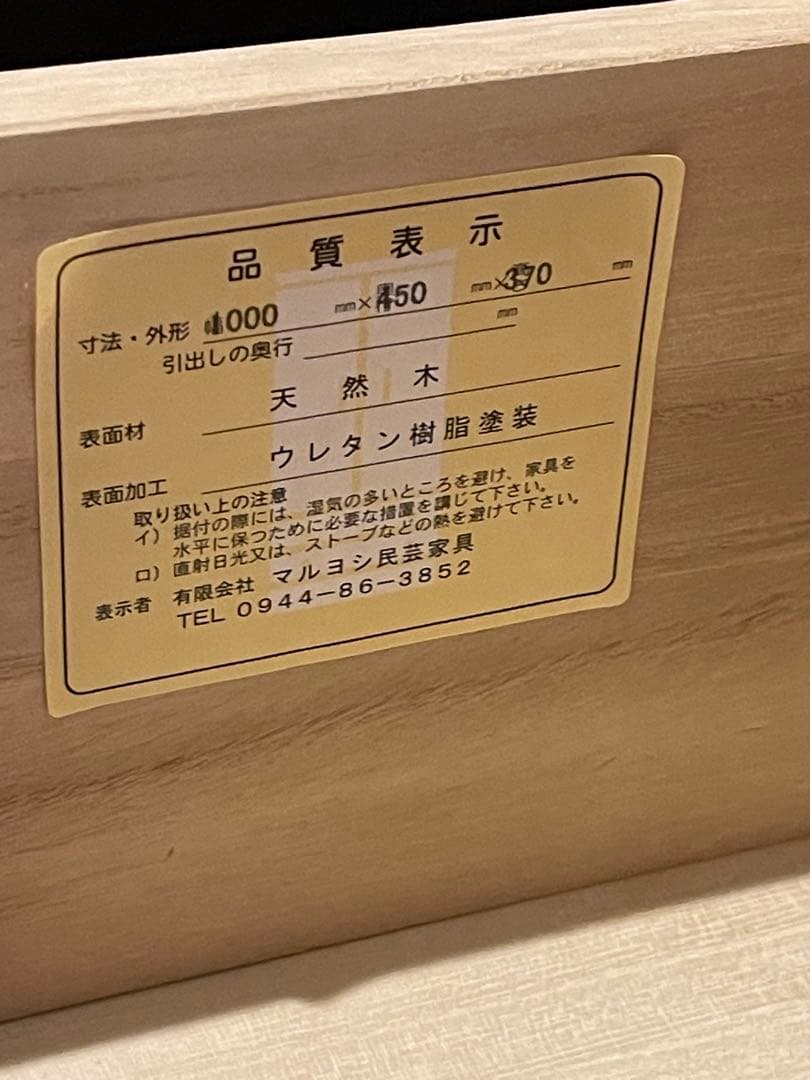 品質表示
寸法・外形 1000 mm×450 mm×370 mm
引出しの奥行 mm
表面材 天然木
表面加工 ウレタン樹脂塗装
取り扱い上の注意
イ) 据付の際には、湿気の多いところを避け、家具を
水平に保つために必要な措置を講じて下さい。
ロ) 直射日光又は、ストーブなどの熱を避けて下さい。
表示者 有限会社 マルヨシ民芸家具
TEL 0944-86-3852